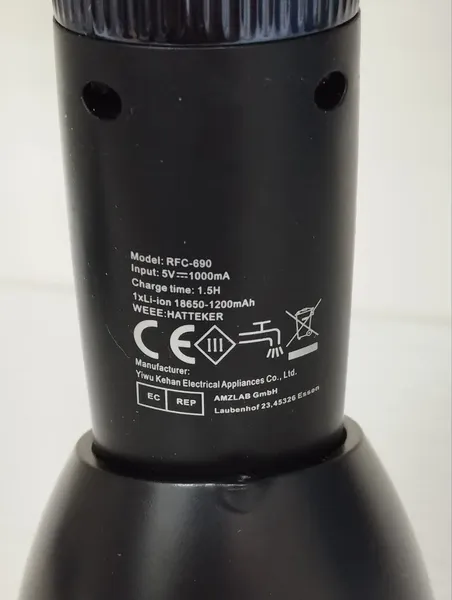 Model: RFC-690
Input: 5V⎓1000mA
Charge time: 1.5H
1xLi-ion 18650-1200mAh
WEEE:HATTEKER
CE III
Manufacturer:
Yiwu Kehan Electrical Appliances Co., Ltd.
EC REP AMZLAB GmbH
Laubenhof 23,45326 Essen